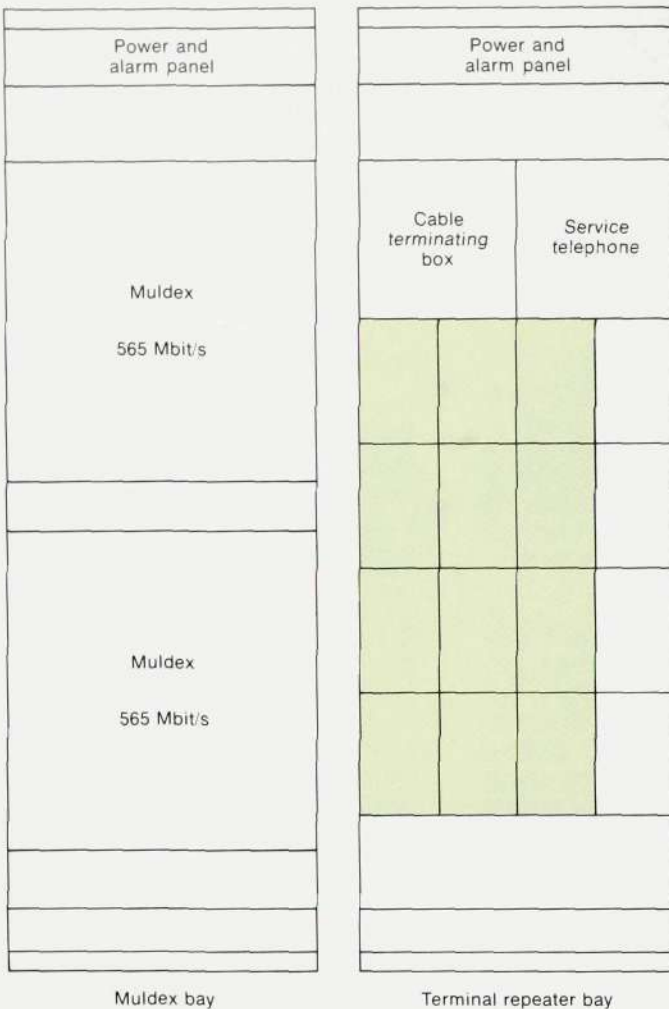 Power and
alarm panel
Muldex
565 Mbit/s
Muldex
565 Mbit/s
Muldex bay
Power and
alarm panel
Cable
terminating
box
Service
telephone
Terminal repeater bay